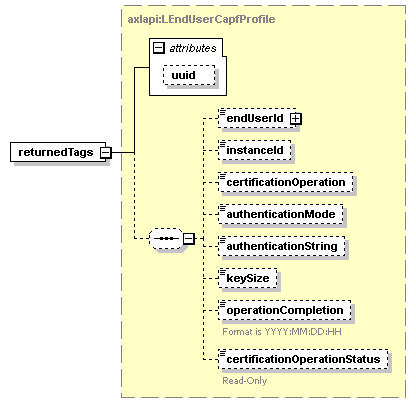 axlapi:LEndUserCapfProfile
attributes
uuid
returnedTags
endUserId
instanceId
certificationOperation
authenticationMode
authenticationString
keySize
operationCompletion
Format is YYYY:MM:DD:HH
certificationOperationStatus
Read-Only